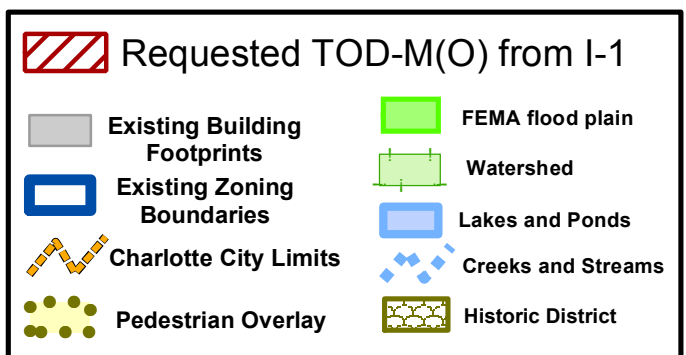 Requested TOD-M(O) from I-1
Existing Building
Footprints
Existing Zoning
Boundaries
Charlotte City Limits
Pedestrian Overlay
FEMA flood plain
Watershed
Lakes and Ponds
Creeks and Streams
Historic District